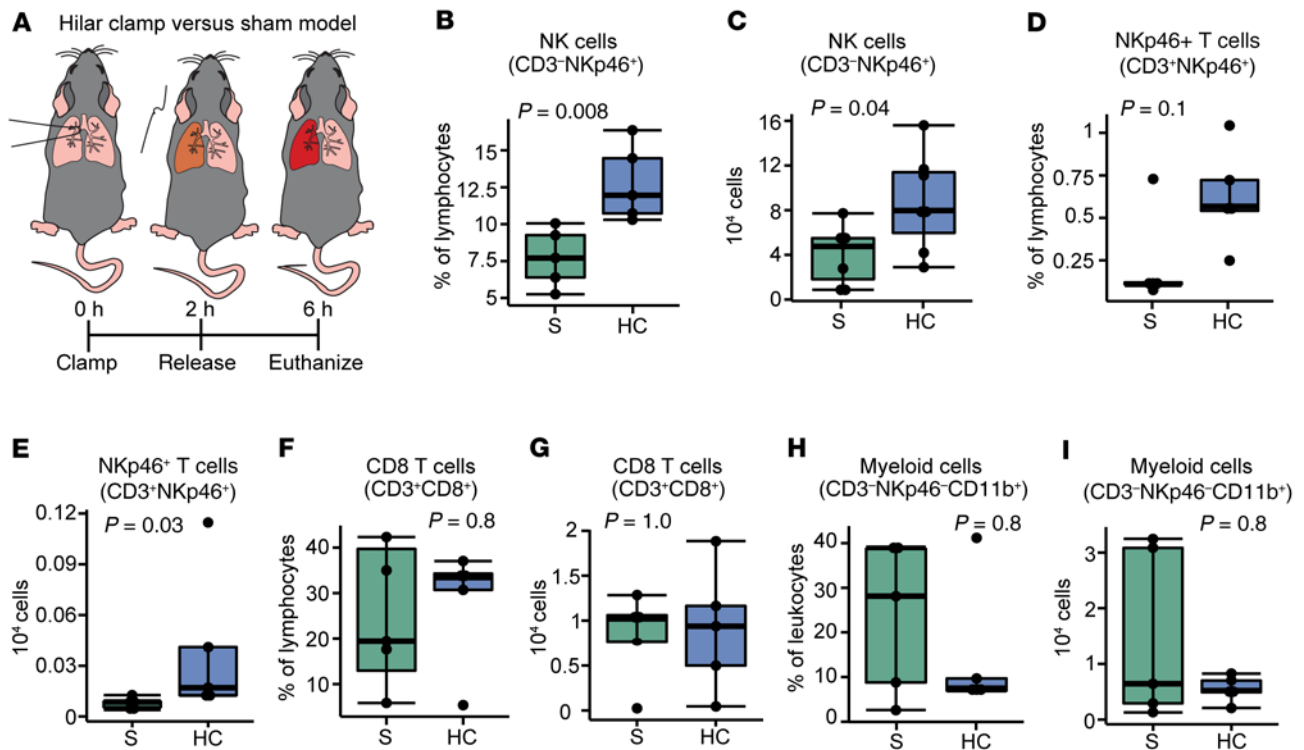 A Hilar clamp versus sham model
0 h 2 h 6 h
Clamp Release Euthanize
B
NK cells
(CD3⁻NKp46⁺)
P = 0.008
% of lymphocytes
15
12.5
10
7.5
5
S HC
C
NK cells
(CD3⁻NKp46⁺)
P = 0.04
10⁴ cells
16
12
8
4
0
S HC
D
NKp46+ T cells
(CD3⁺NKp46⁺)
P = 0.1
% of lymphocytes
1
0.75
0.5
0.25
S HC
E
NKp46⁺ T cells
(CD3⁺NKp46⁺)
P = 0.03
10⁴ cells
0.12
0.09
0.06
0.03
0
S HC
F
CD8 T cells
(CD3⁺CD8⁺)
P = 0.8
% of lymphocytes
40
30
20
10
S HC
G
CD8 T cells
(CD3⁺CD8⁺)
P = 1.0
10⁴ cells
2
1.5
1
0.5
0
S HC
H
Myeloid cells
(CD3⁻NKp46⁻CD11b⁺)
P = 0.8
% of leukocytes
40
30
20
10
0
S HC
I
Myeloid cells
(CD3⁻NKp46⁻CD11b⁺)
P = 0.8
10⁴ cells
3
2
1
0
S HC